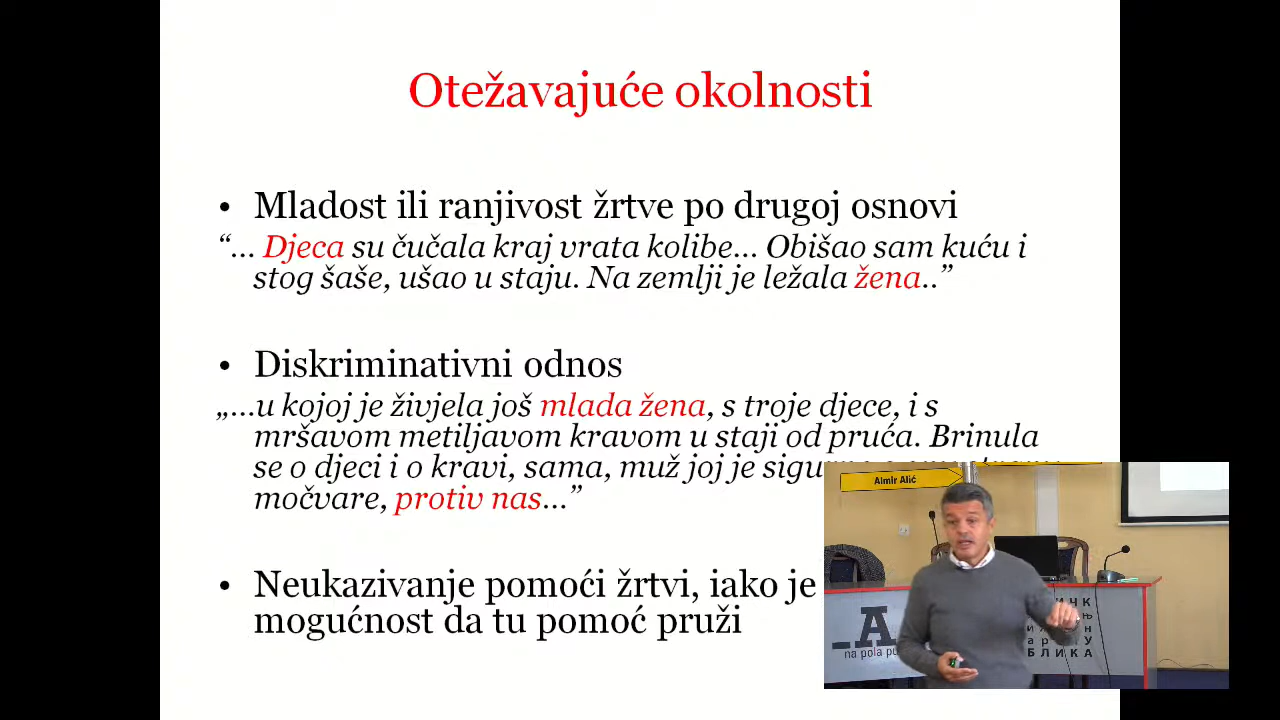 Otežavajuće okolnosti
• Mladost ili ranjivost žrtve po drugoj osnovi
“… Djeca su čučala kraj vrata kolibe… Obišao sam kuću i
stog šaše, ušao u staju. Na zemlji je ležala žena..”
• Diskriminativni odnos
„…u kojoj je živjela još mlada žena, s troje djece, i s
mršavom metiljavom kravom u staji od pruća. Brinula
se o djeci i o kravi, sama, muž joj je
močvare, protiv nas…”
• Neukazivanje pomoći žrtvi, iako je
mogućnost da tu pomoć pruži
Almir Alić
_A
na pola
БЛИКА